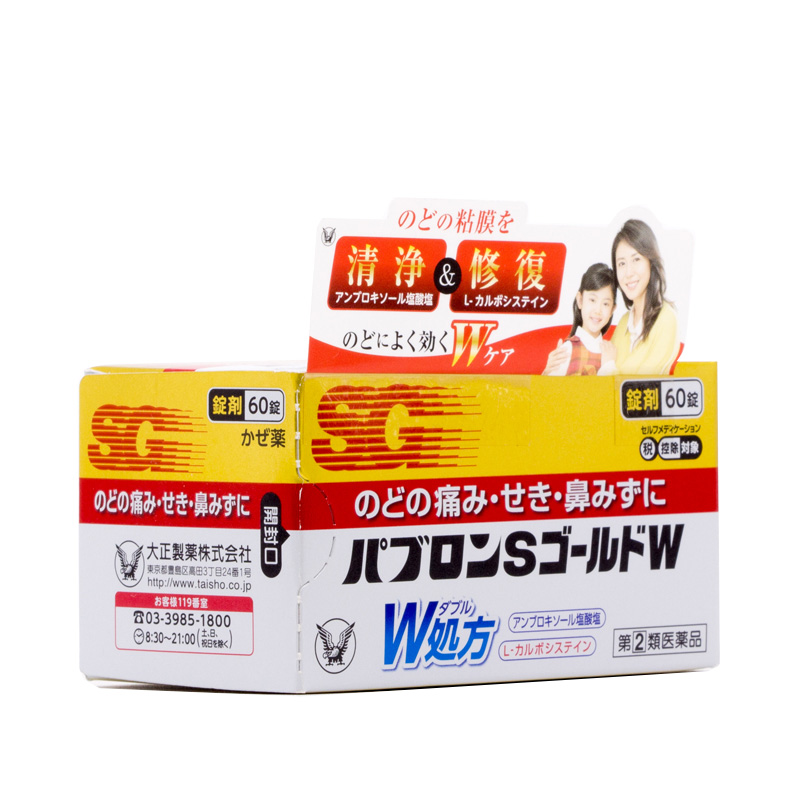 のどの粘膜を
清浄 & 修復
アンブロキソール塩酸塩 L-カルボシステイン
のどによく効くWケア
SG
錠剤 60錠
かぜ薬
のどの痛み・せき・鼻みずに
開封口
大正製薬株式会社
東京都豊島区高田3丁目24番1号
http://www.taisho.co.jp
お客様119番室
03-3985-1800
8:30〜21:00(土、日、祝日を除く)
SG
錠剤 60錠
セルフメディケーション
税 控除 対象
のどの痛み・せき・鼻みずに
パブロンSゴールドW
ダブル
W処方
アンブロキソール塩酸塩
L-カルボシステイン
第②類医薬品